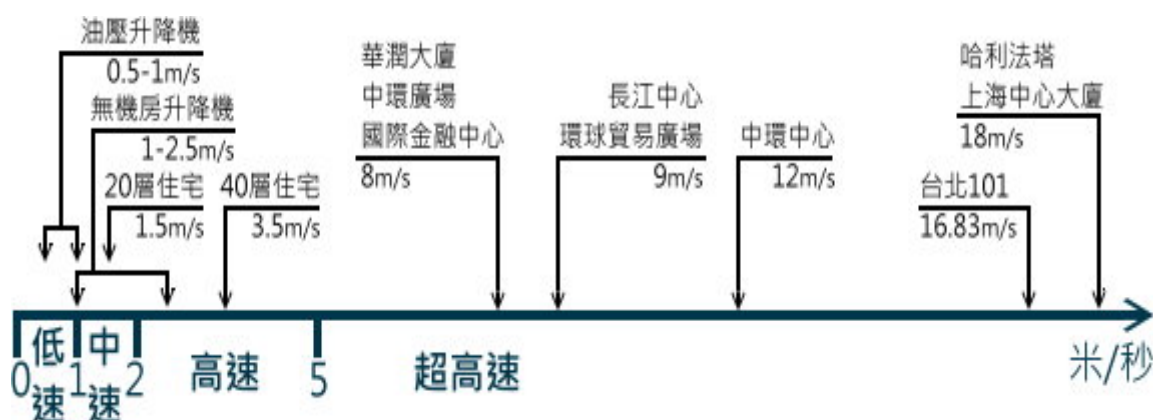 油壓升降機
0.5-1m/s
無機房升降機
1-2.5m/s
20層住宅
1.5m/s
40層住宅
3.5m/s
華潤大廈
中環廣場
國際金融中心
8m/s
長江中心
環球貿易廣場
9m/s
中環中心
12m/s
台北101
16.83m/s
哈利法塔
上海中心大廈
18m/s
0
低速
1
中速
2
高速
5
超高速
米/秒